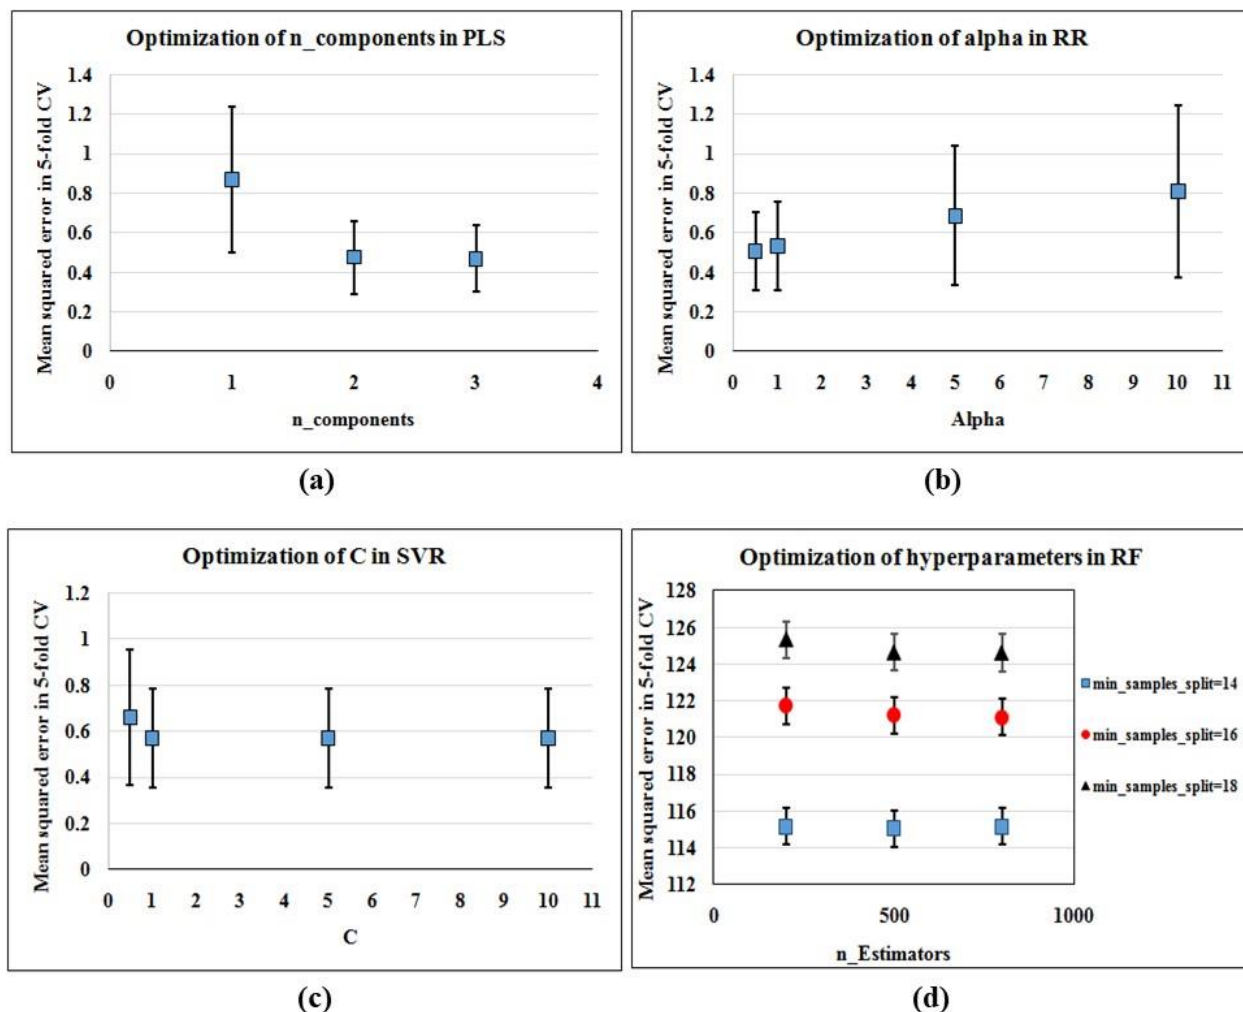 Optimization of n_components in PLS
Mean squared error in 5-fold CV
1.4
1.2
1
0.8
0.6
0.4
0.2
0
0 1 2 3 4
n_components
(a)
Optimization of alpha in RR
Mean squared error in 5-fold CV
1.4
1.2
1
0.8
0.6
0.4
0.2
0
0 1 2 3 4 5 6 7 8 9 10 11
Alpha
(b)
Optimization of C in SVR
Mean squared error in 5-fold CV
1.2
1
0.8
0.6
0.4
0.2
0
0 1 2 3 4 5 6 7 8 9 10 11
C
(c)
Optimization of hyperparameters in RF
Mean squared error in 5-fold CV
128
126
124
122
120
118
116
114
112
0 500 1000
n_Estimators
min_samples_split=14
min_samples_split=16
min_samples_split=18
(d)